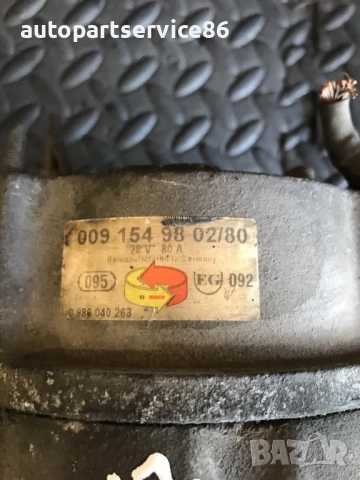 autopartservice86
009 154 98 02/80
28 V 80 A
Remanufactured in Germany
095
BOSCH
EG 092
0 986 040 263
BAZAR